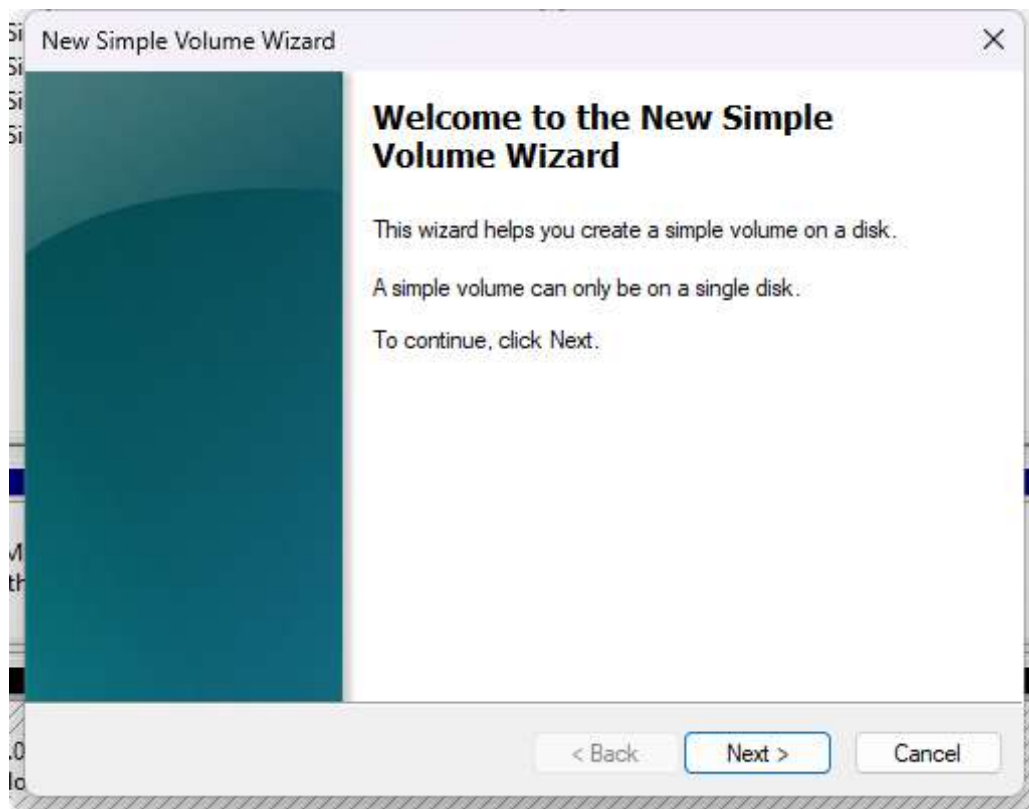 New Simple Volume Wizard
Welcome to the New Simple
Volume Wizard
This wizard helps you create a simple volume on a disk.
A simple volume can only be on a single disk.
To continue, click Next.
< Back
Next >
Cancel